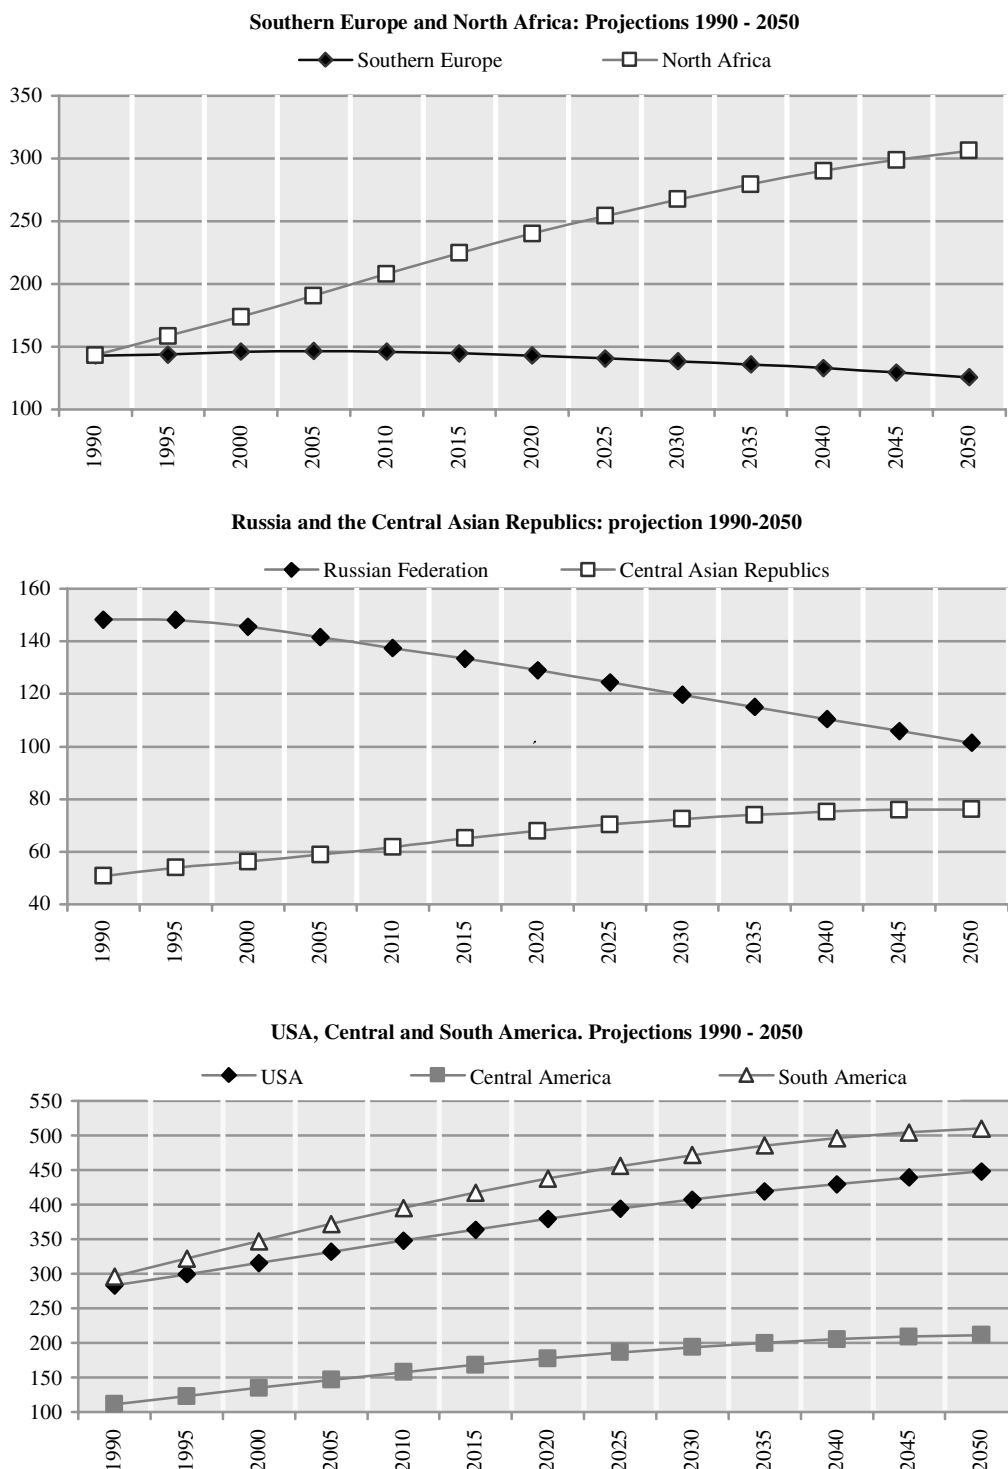 Southern Europe and North Africa: Projections 1990 - 2050
Southern Europe North Africa
350
300
250
200
150
100
1990 1995 2000 2005 2010 2015 2020 2025 2030 2035 2040 2045 2050
Russia and the Central Asian Republics: projection 1990-2050
Russian Federation Central Asian Republics
160
140
120
100
80
60
40
1990 1995 2000 2005 2010 2015 2020 2025 2030 2035 2040 2045 2050
USA, Central and South America. Projections 1990 - 2050
USA Central America South America
550
500
450
400
350
300
250
200
150
100
1990 1995 2000 2005 2010 2015 2020 2025 2030 2035 2040 2045 2050